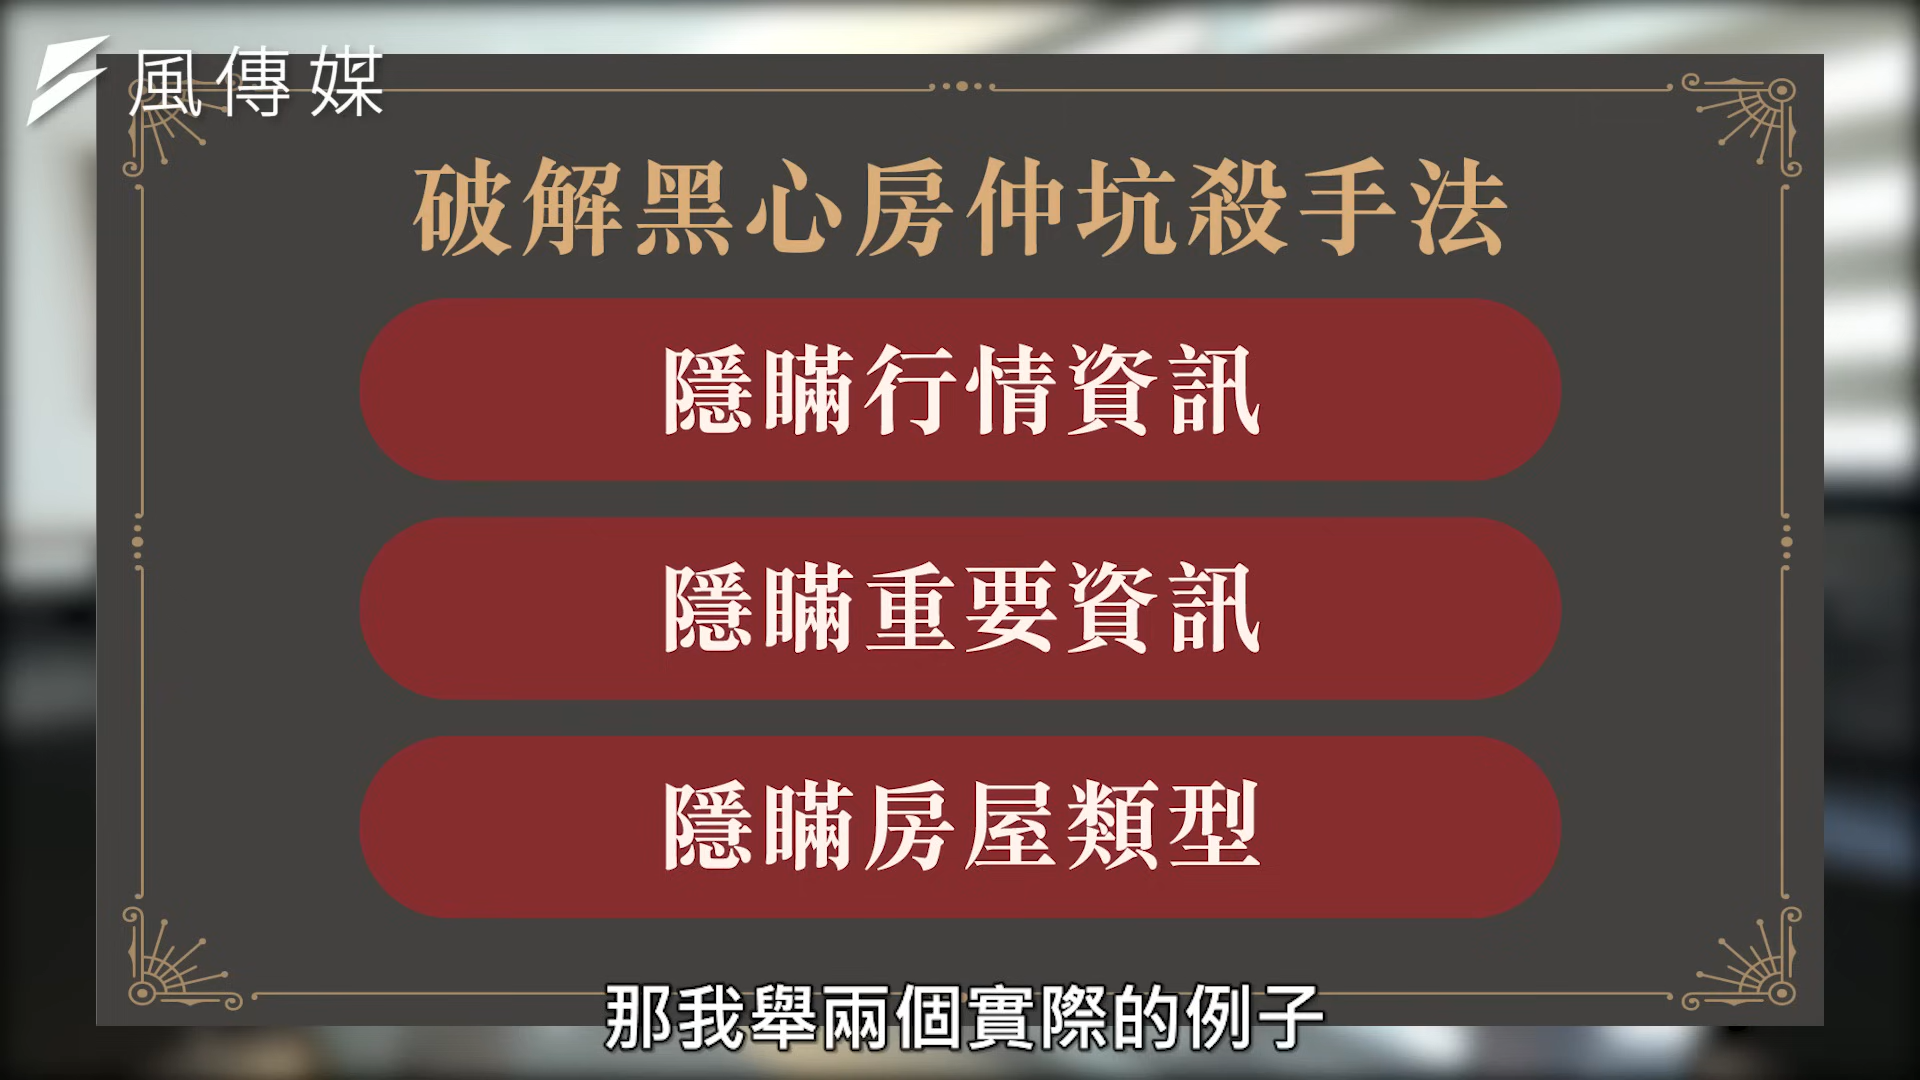 風傳媒
破解黑心房仲坑殺手法
隱瞞行情資訊
隱瞞重要資訊
隱瞞房屋類型
那我舉兩個實際的例子